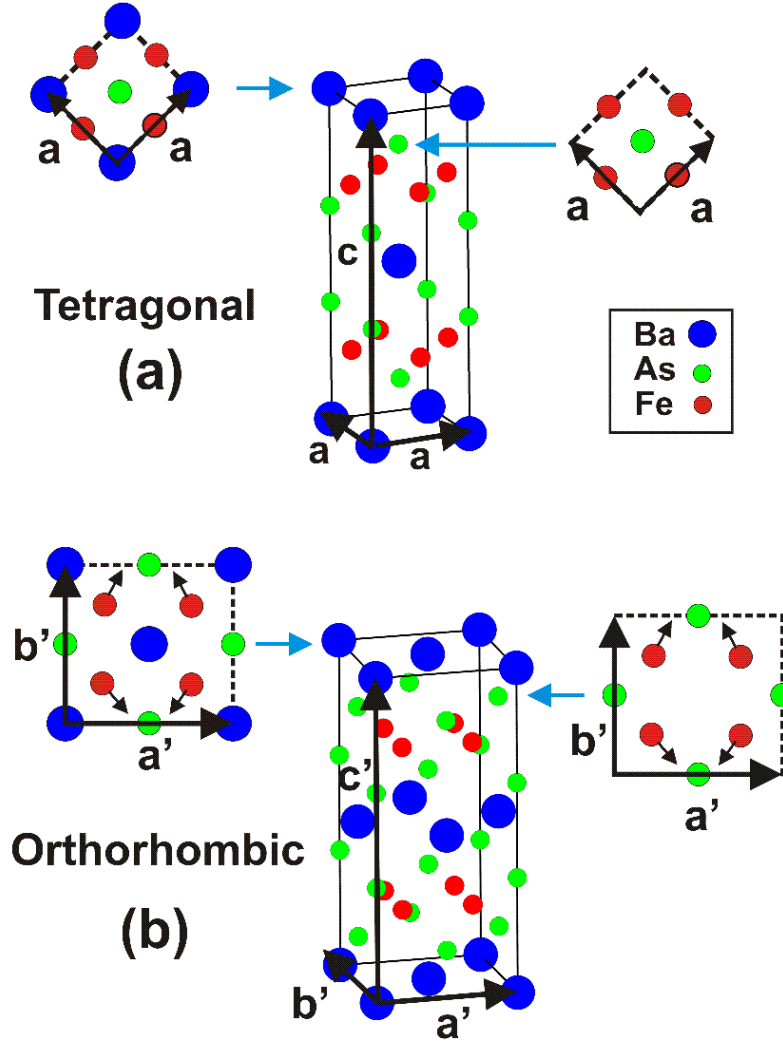 a a
c
a a
Tetragonal
(a)
Ba
As
Fe
a a
b’
a’
c’
b’
a’
Orthorhombic
(b)
b’ a’